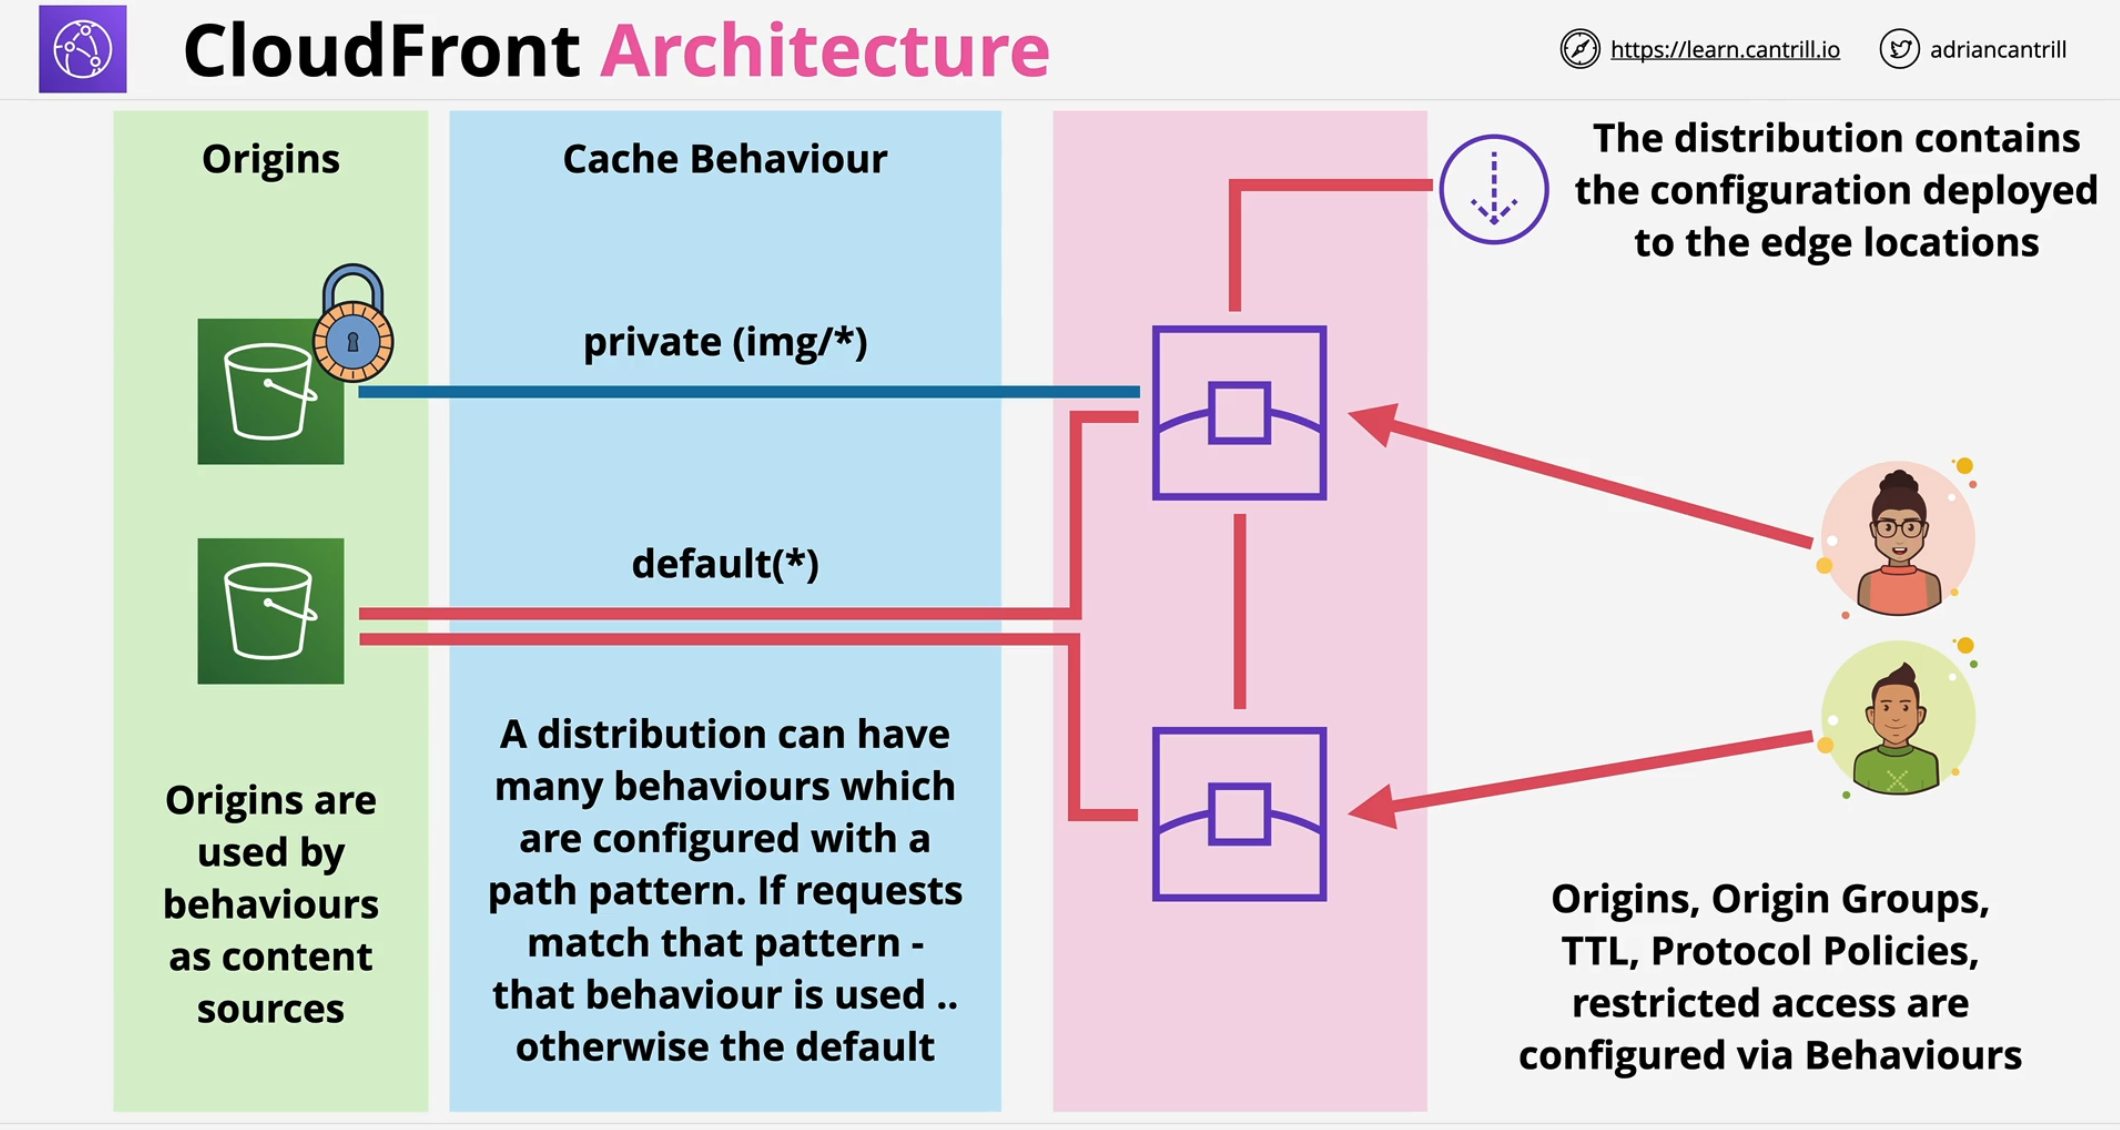 CloudFront Architecture
https://learn.cantrill.io
adriancantrill
Origins
Cache Behaviour
The distribution contains
the configuration deployed
to the edge locations
private (img/*)
default(*)
Origins are
used by
behaviours
as content
sources
A distribution can have
many behaviours which
are configured with a
path pattern. If requests
match that pattern -
that behaviour is used ..
otherwise the default
Origins, Origin Groups,
TTL, Protocol Policies,
restricted access are
configured via Behaviours